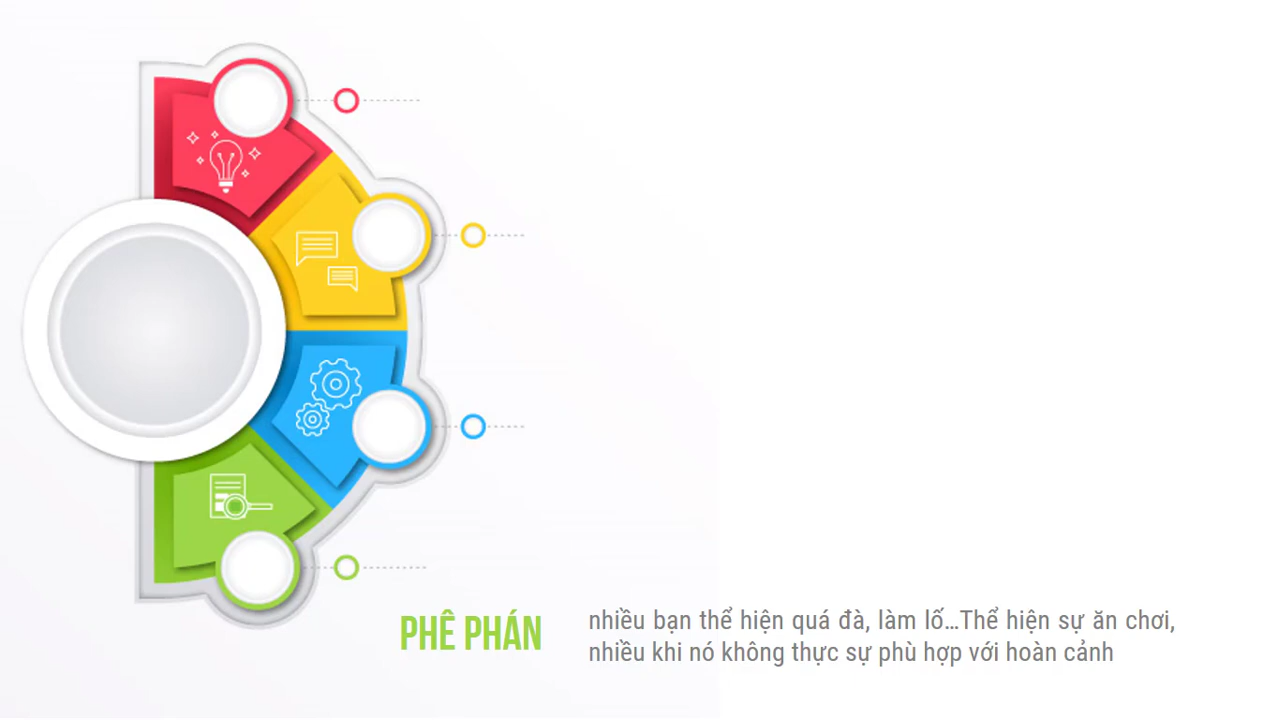 PHÊ PHÁN
nhiều bạn thể hiện quá đà, làm lố…Thể hiện sự ăn chơi,
nhiều khi nó không thực sự phù hợp với hoàn cảnh